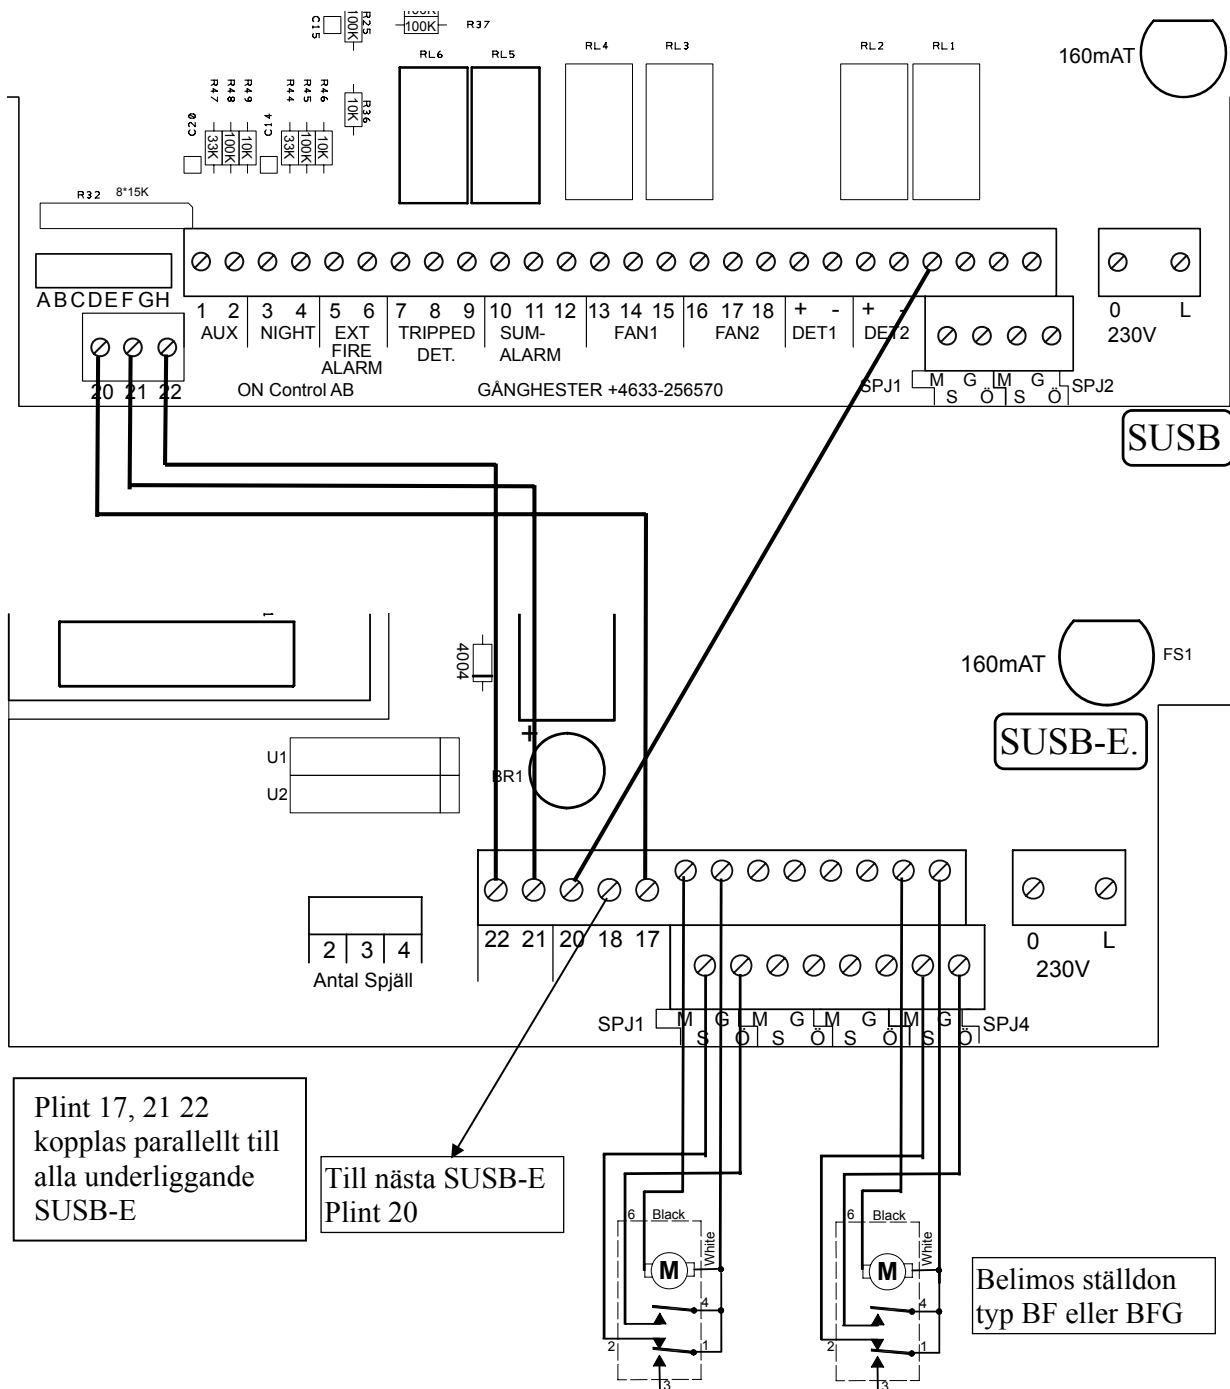 C15
R25
100K
100K
100K
R37
RL6
RL5
RL4
RL3
RL2
RL1
160mAT
R47
R48
R49
R44
R45
R46
R36
10K
C20
33K
100K
10K
C14
33K
100K
10K
R32 8*15K
ABCDEFGH
1 2 3 4 5 6 7 8 9 10 11 12 13 14 15 16 17 18 + - + -
AUX NIGHT EXT FIRE ALARM TRIPPED DET. SUM-ALARM FAN1 FAN2 DET1 DET2
0 L
230V
20 21 22
ON Control AB GÅNGHESTER +4633-256570
SPJ1 M G M G SPJ2
S Ö S Ö
SUSB
4004
160mAT FS1
SUSB-E.
+
BR1
U1
U2
2 3 4
Antal Spjäll
22 21 20 18 17
0 L
230V
SPJ1 M G M G M G M G SPJ4
S Ö S Ö S Ö S Ö
Plint 17, 21 22
kopplas parallellt till
alla underliggande
SUSB-E
Till nästa SUSB-E
Plint 20
6 Black
White
M
4
2
1
3
6 Black
White
M
4
2
1
3
Belimos ställdon
typ BF eller BFG